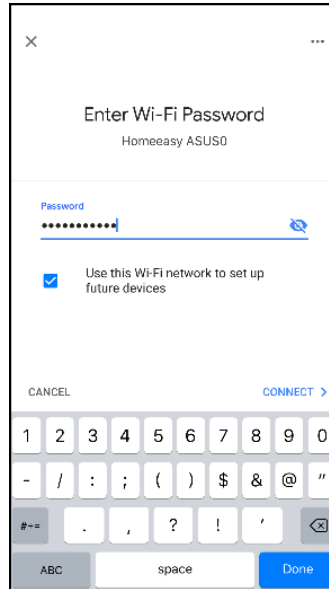 Enter Wi-Fi Password
Homeeasy ASUS0
Password
Use this Wi-Fi network to set up
future devices
CANCEL
CONNECT
1 2 3 4 5 6 7 8 9 0
- / : ; ( ) $ & @ "
#+= . , ? ! '
ABC space Done